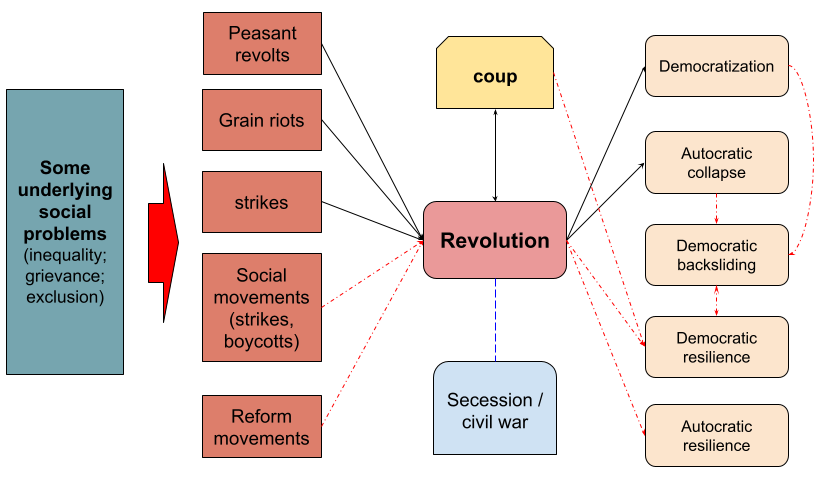 Some
underlying
social
problems
(inequality;
grievance;
exclusion)
Peasant
revolts
Grain riots
strikes
Social
movements
(strikes,
boycotts)
Reform
movements
coup
Revolution
Secession /
civil war
Democratization
Autocratic
collapse
Democratic
backsliding
Democratic
resilience
Autocratic
resilience